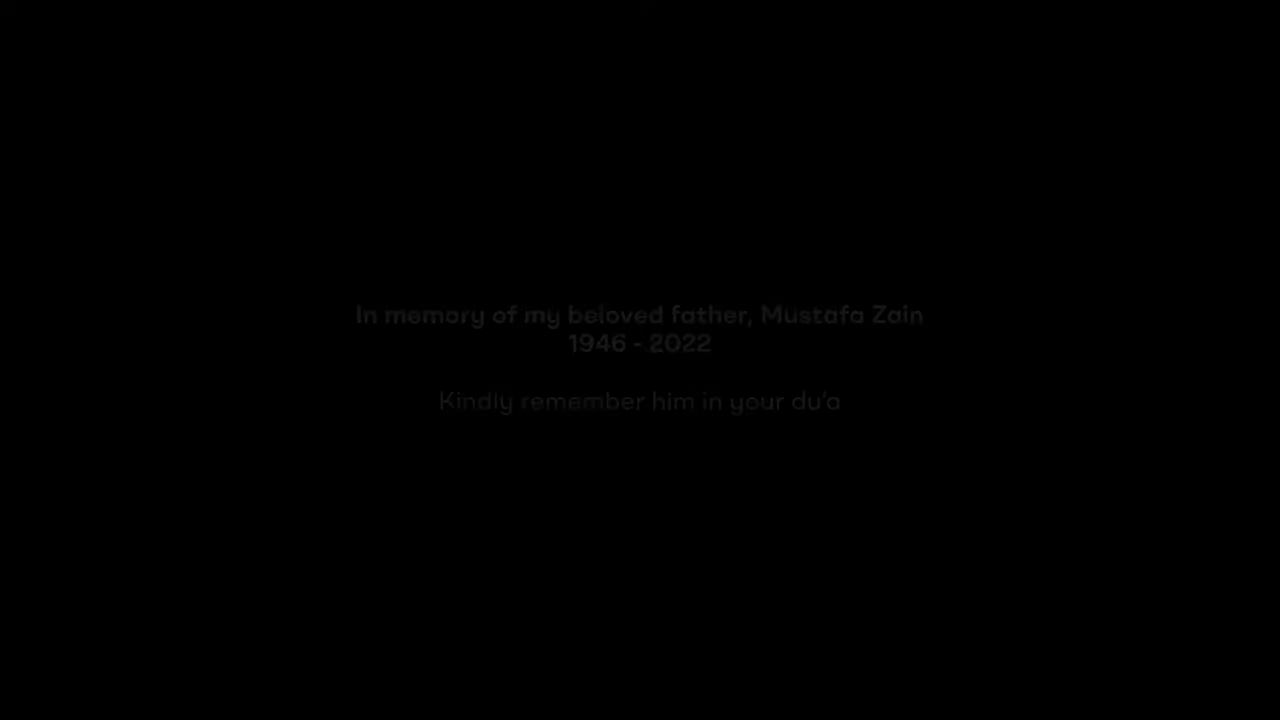 In memory of my beloved father, Mustafa Zain
1946 - 2022
Kindly remember him in your du'a